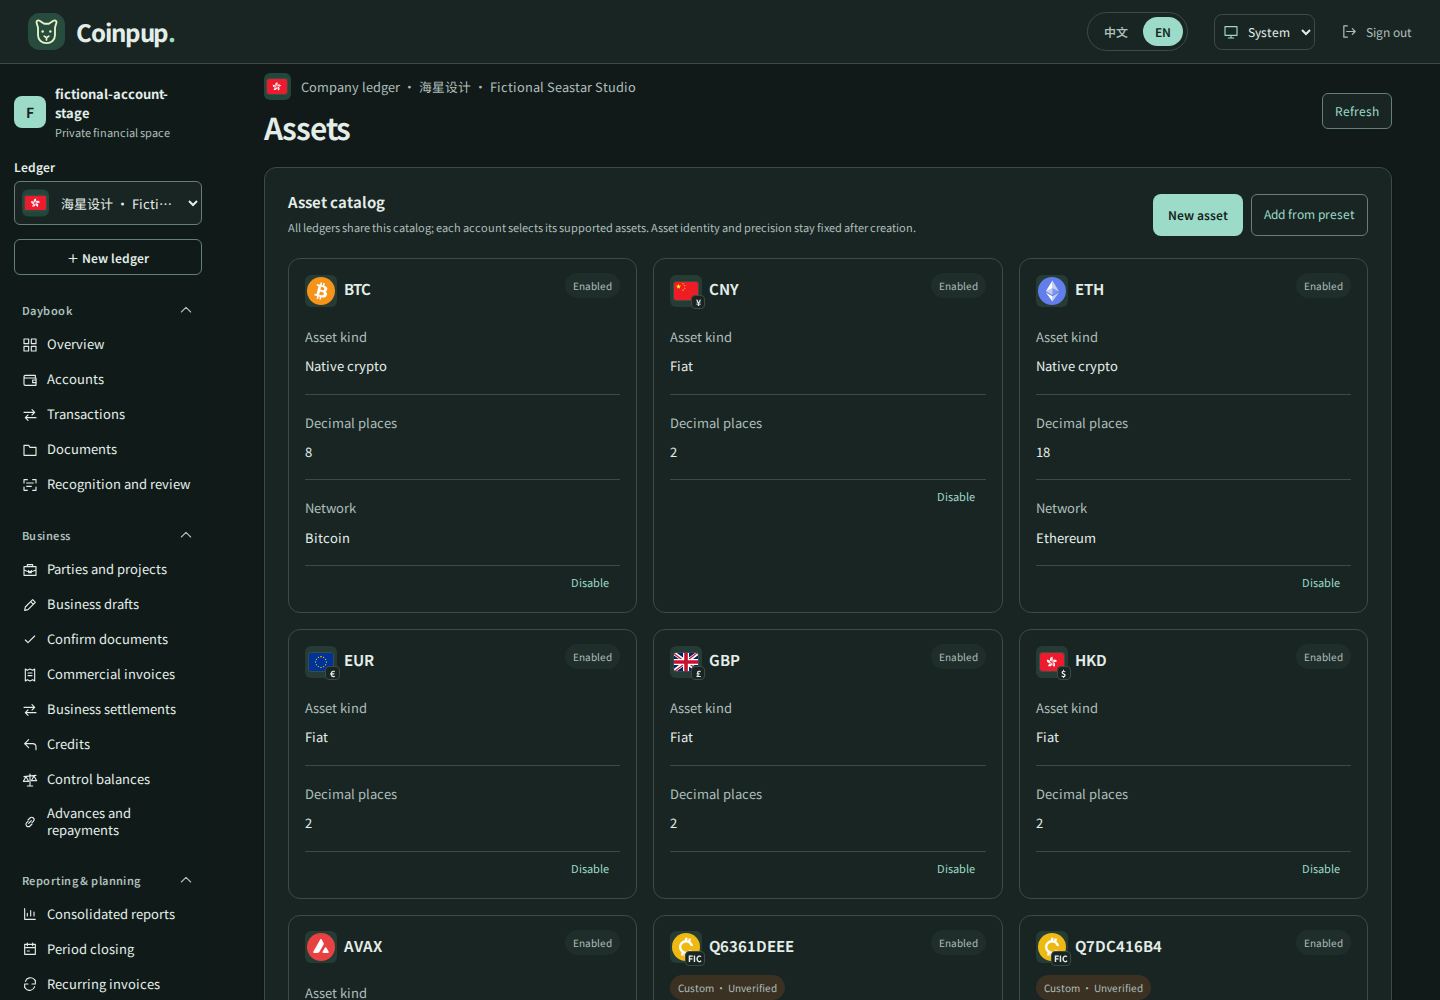 Coinpup.
中文
EN
System
Sign out
fictional-account-stage
Private financial space
Ledger
海星设计 • Ficti···
+ New ledger
Daybook
Overview
Accounts
Transactions
Documents
Recognition and review
Business
Parties and projects
Business drafts
Confirm documents
Commercial invoices
Business settlements
Credits
Control balances
Advances and
repayments
Reporting & planning
Consolidated reports
Period closing
Recurring invoices
Company ledger • 海星设计 • Fictional Seastar Studio
Assets
Refresh
Asset catalog
All ledgers share this catalog; each account selects its supported assets. Asset identity and precision stay fixed after creation.
New asset
Add from preset
BTC
Enabled
Asset kind
Native crypto
Decimal places
8
Network
Bitcoin
Disable
¥
CNY
Enabled
Asset kind
Fiat
Decimal places
2
Disable
ETH
Enabled
Asset kind
Native crypto
Decimal places
18
Network
Ethereum
Disable
€
EUR
Enabled
Asset kind
Fiat
Decimal places
2
Disable
£
GBP
Enabled
Asset kind
Fiat
Decimal places
2
Disable
$
HKD
Enabled
Asset kind
Fiat
Decimal places
2
Disable
AVAX
Enabled
Asset kind
FIC
Q6361DEEE
Enabled
Custom • Unverified
FIC
Q7DC416B4
Enabled
Custom • Unverified
F